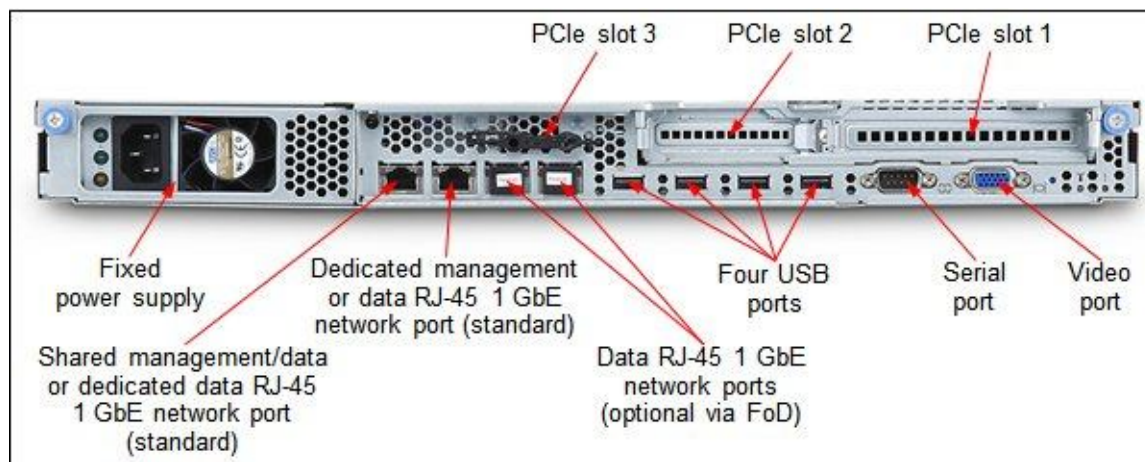 PCIe slot 3
PCIe slot 2
PCIe slot 1
Fixed
power supply
Dedicated management
or data RJ-45 1 GbE
network port (standard)
Four USB
ports
Serial
port
Video
port
Shared management/data
or dedicated data RJ-45
1 GbE network port
(standard)
Data RJ-45 1 GbE
network ports
(optional via FoD)